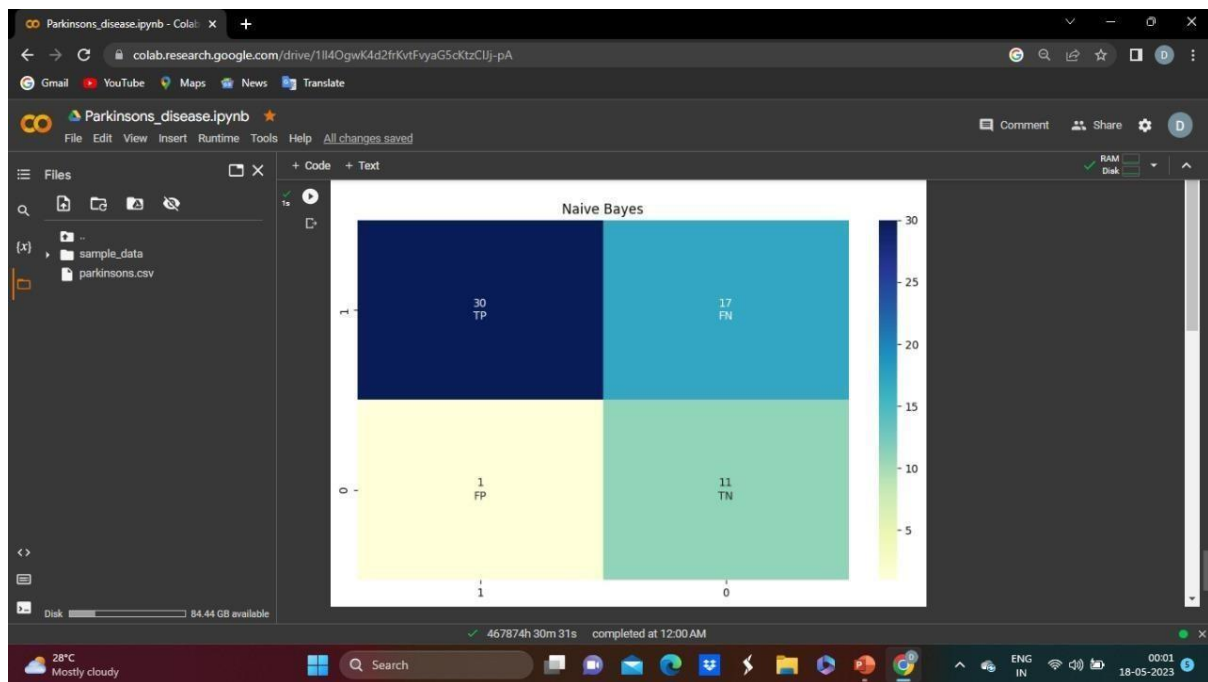 Parkinsons_disease.ipynb - Colab
colab.research.google.com/drive/1lI4OgwK4d2frKvtFvyaG5cKtzClJj-pA
Gmail YouTube Maps News Translate
Parkinsons_disease.ipynb
File Edit View Insert Runtime Tools Help All changes saved
Comment Share D
Files
+ Code + Text
RAM
Disk
..
sample_data
parkinsons.csv
{x}
1s
Naive Bayes
30
TP
17
FN
1
FP
11
TN
1
0
1
0
30
25
20
15
10
5
Disk 84.44 GB available
467874h 30m 31s completed at 12:00 AM
28°C
Mostly cloudy
Search
ENG
IN
00:01
18-05-2023
5